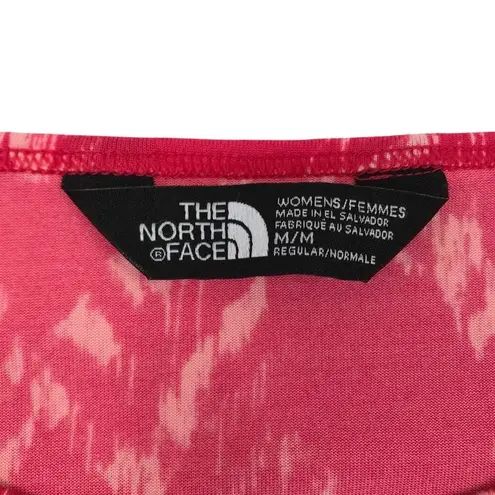 THE
NORTH
®FACE
WOMENS/FEMMES
MADE IN EL SALVADOR
FABRIQUÉ AU SALVADOR
M/M
REGULAR/NORMALE